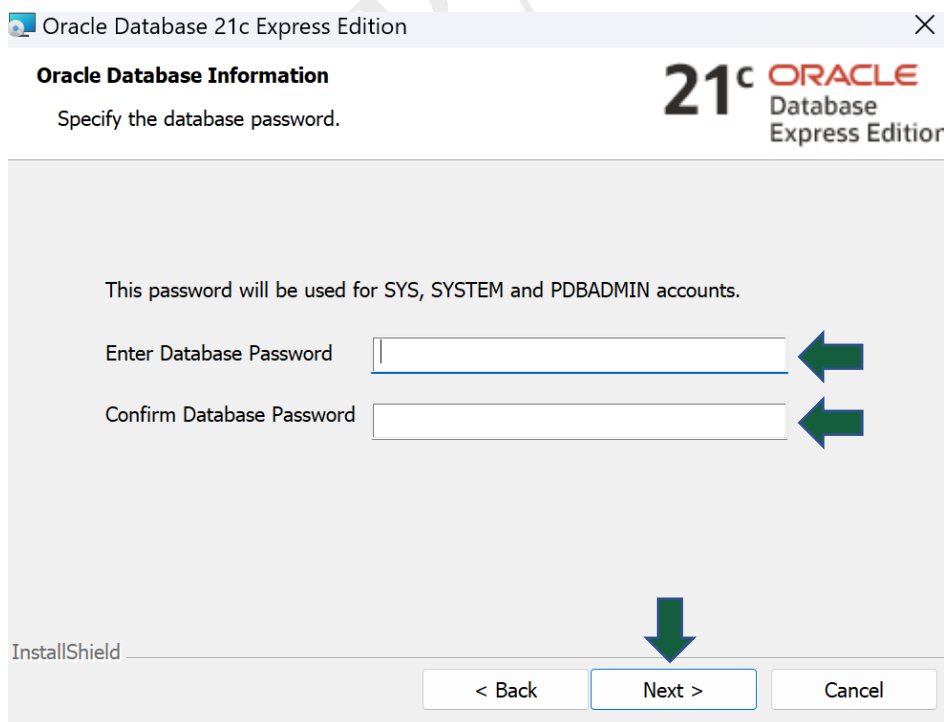 Oracle Database 21c Express Edition
Oracle Database Information
Specify the database password.
21c ORACLE
Database
Express Edition
This password will be used for SYS, SYSTEM and PDBADMIN accounts.
Enter Database Password
Confirm Database Password
InstallShield
< Back Next > Cancel